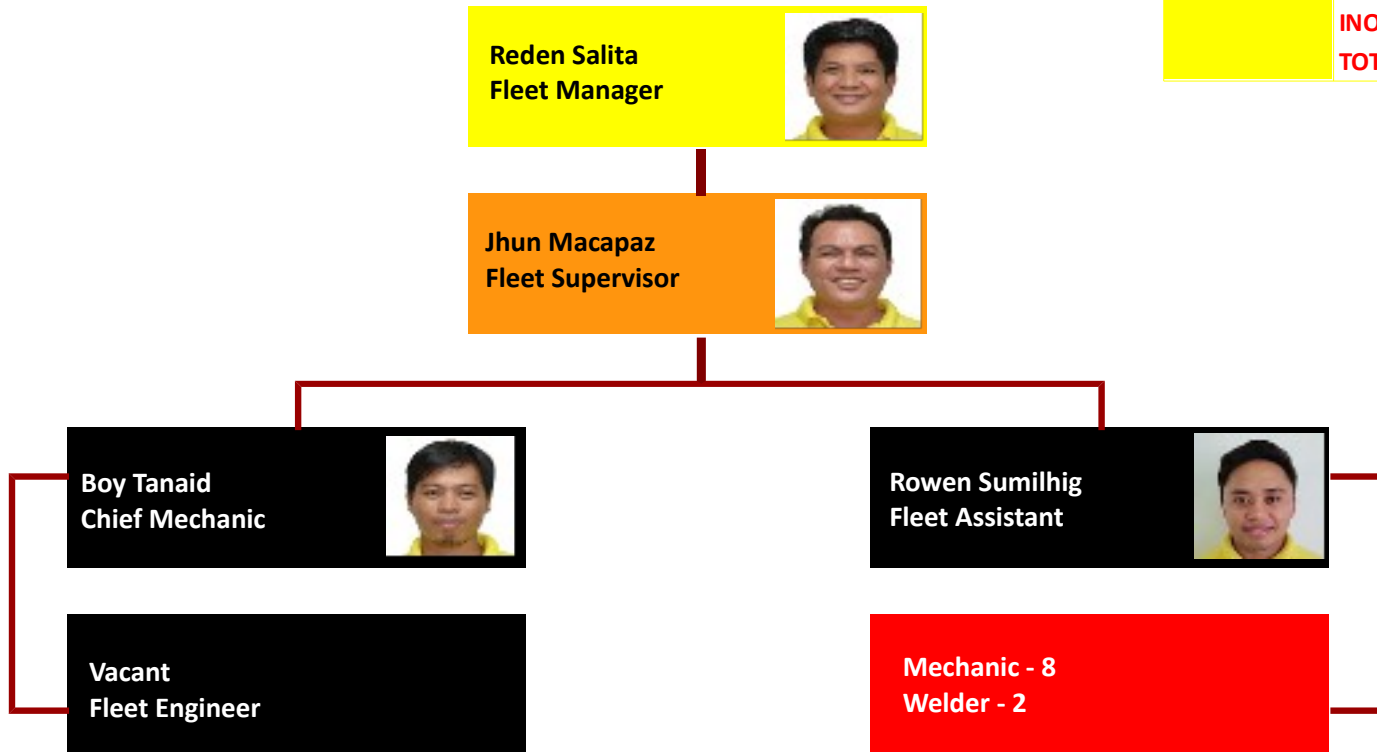 Reden Salita
Fleet Manager
Jhun Macapaz
Fleet Supervisor
Boy Tanaid
Chief Mechanic
Rowen Sumilhig
Fleet Assistant
Vacant
Fleet Engineer
Mechanic - 8
Welder - 2